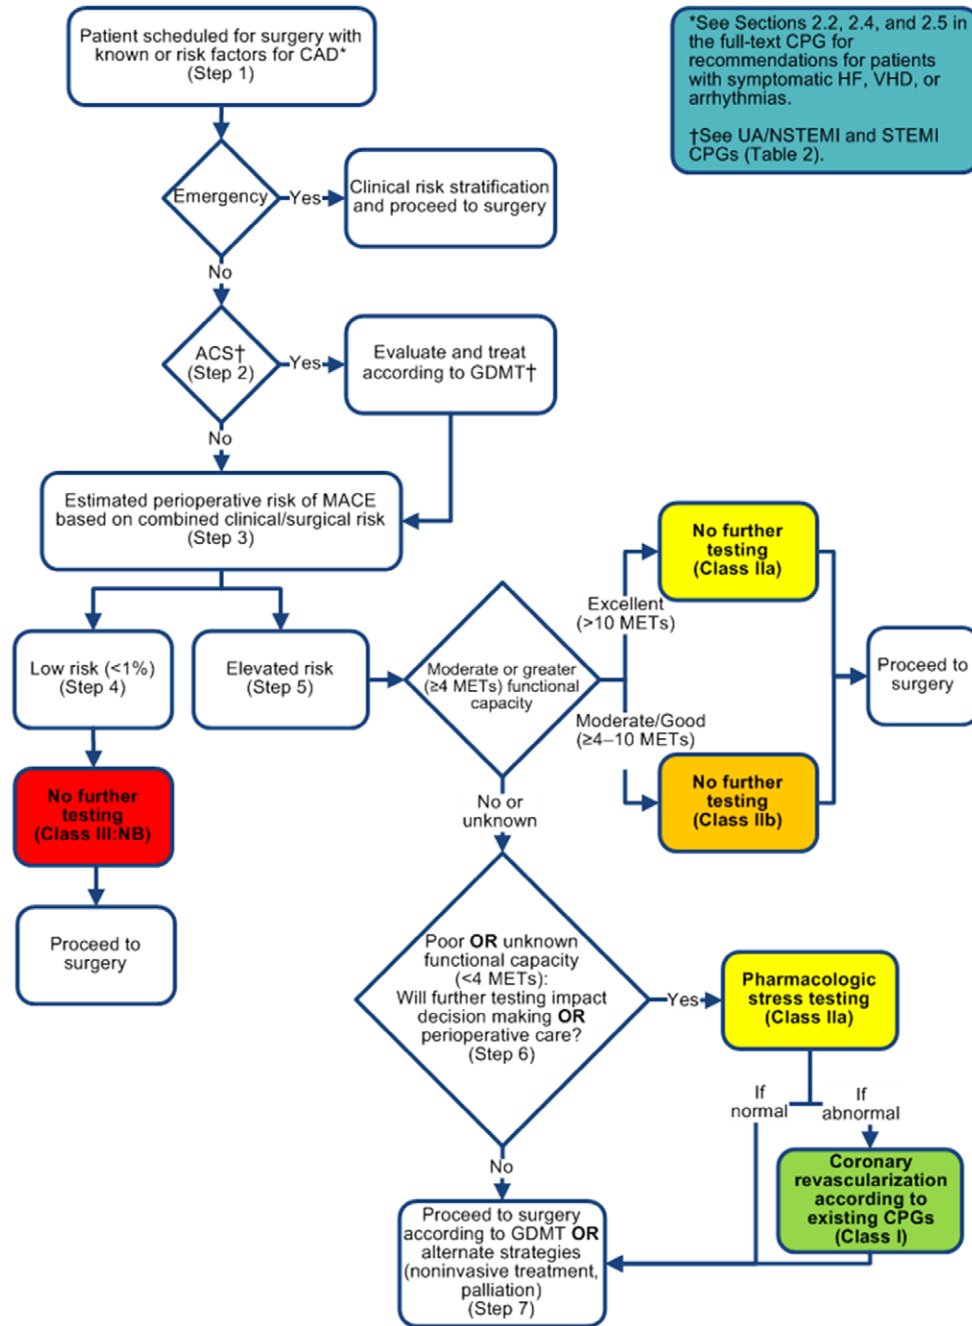 Patient scheduled for surgery with
known or risk factors for CAD*
(Step 1)
*See Sections 2.2, 2.4, and 2.5 in
the full-text CPG for
recommendations for patients
with symptomatic HF, VHD, or
arrhythmias.
†See UA/NSTEMI and STEMI
CPGs (Table 2).
Emergency
Yes
Clinical risk stratification
and proceed to surgery
No
ACS†
(Step 2)
Yes
Evaluate and treat
according to GDMT†
No
Estimated perioperative risk of MACE
based on combined clinical/surgical risk
(Step 3)
Low risk (<1%)
(Step 4)
Elevated risk
(Step 5)
Moderate or greater
(≥4 METs) functional
capacity
Excellent
(>10 METs)
No further
testing
(Class IIa)
Moderate/Good
(≥4–10 METs)
No further
testing
(Class IIb)
Proceed to
surgery
No further
testing
(Class III:NB)
Proceed to
surgery
No or
unknown
Poor OR unknown
functional capacity
(<4 METs):
Will further testing impact
decision making OR
perioperative care?
(Step 6)
Yes
Pharmacologic
stress testing
(Class IIa)
If
normal
If
abnormal
Coronary
revascularization
according to
existing CPGs
(Class I)
No
Proceed to surgery
according to GDMT OR
alternate strategies
(noninvasive treatment,
palliation)
(Step 7)